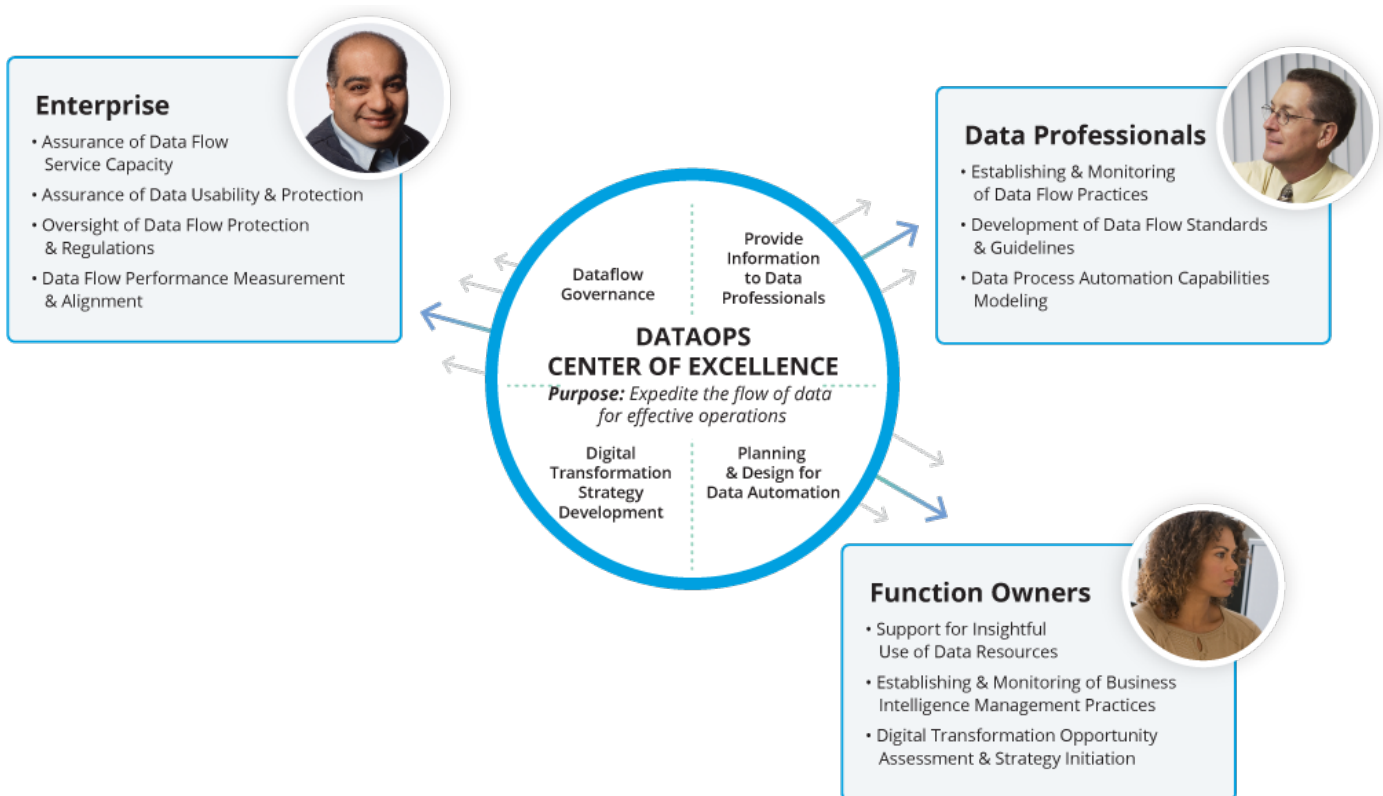 Enterprise
• Assurance of Data Flow
Service Capacity
• Assurance of Data Usability & Protection
• Oversight of Data Flow Protection
& Regulations
• Data Flow Performance Measurement
& Alignment
Data Professionals
• Establishing & Monitoring
of Data Flow Practices
• Development of Data Flow Standards
& Guidelines
• Data Process Automation Capabilities
Modeling
Dataflow
Governance
Provide
Information
to Data
Professionals
DATAOPS
CENTER OF EXCELLENCE
Purpose: Expedite the flow of data
for effective operations
Digital
Transformation
Strategy
Development
Planning
& Design for
Data Automation
Function Owners
• Support for Insightful
Use of Data Resources
• Establishing & Monitoring of Business
Intelligence Management Practices
• Digital Transformation Opportunity
Assessment & Strategy Initiation